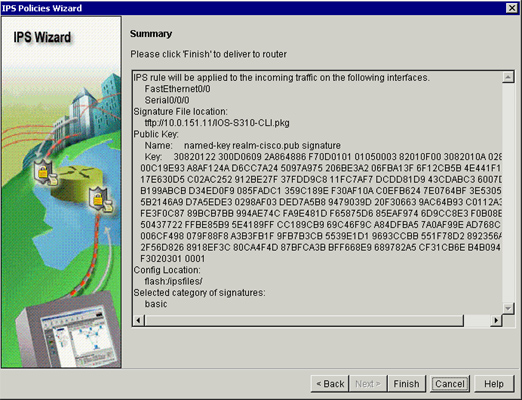 IPS Policies Wizard
IPS Wizard
Summary
Please click 'Finish' to deliver to router
IPS rule will be applied to the incoming traffic on the following interfaces.
FastEthernet0/0
Serial0/0/0
Signature File location:
tftp://10.0.151.11/IOS-S310-CLI.pkg
Public Key:
Name: named-key realm-cisco.pub signature
Key: 30820122 300D0609 2A864886 F70D0101 01050003 82010F00 3082010A 028
00C19E93 A8AF124A D6CC7A24 5097A975 206BE3A2 06FBA13F 6F12CB5B 4E441F1
17E630D5 C02AC252 912BE27F 37FDD9C8 11FC7AF7 DCDD81D9 43CDABC3 6007D
B199ABCB D34ED0F9 085FADC1 359C189E F30AF10A C0EFB624 7E0764BF 3E5305
5B2146A9 D7A5EDE3 0298AF03 DED7A5B8 9479039D 20F30663 9AC64B93 C0112A3
FE3F0C87 89BCB7BB 994AE74C FA9E481D F65875D6 85EAF974 6D9CC8E3 F0B08B
50437722 FFBE85B9 5E4189FF CC189CB9 69C46F9C A84DFBA5 7A0AF99E AD768C
006CF498 079F88F8 A3B3FB1F 9FB7B3CB 5539E1D1 9693CCBB 551F78D2 892356A
2F56D826 8918EF3C 80CA4F4D 87BFCA3B BFF668E9 689782A5 CF31CB6E B4B094
F3020301 0001
Config Location:
flash:/ipsfiles/
Selected category of signatures:
basic
< Back Next > Finish Cancel Help